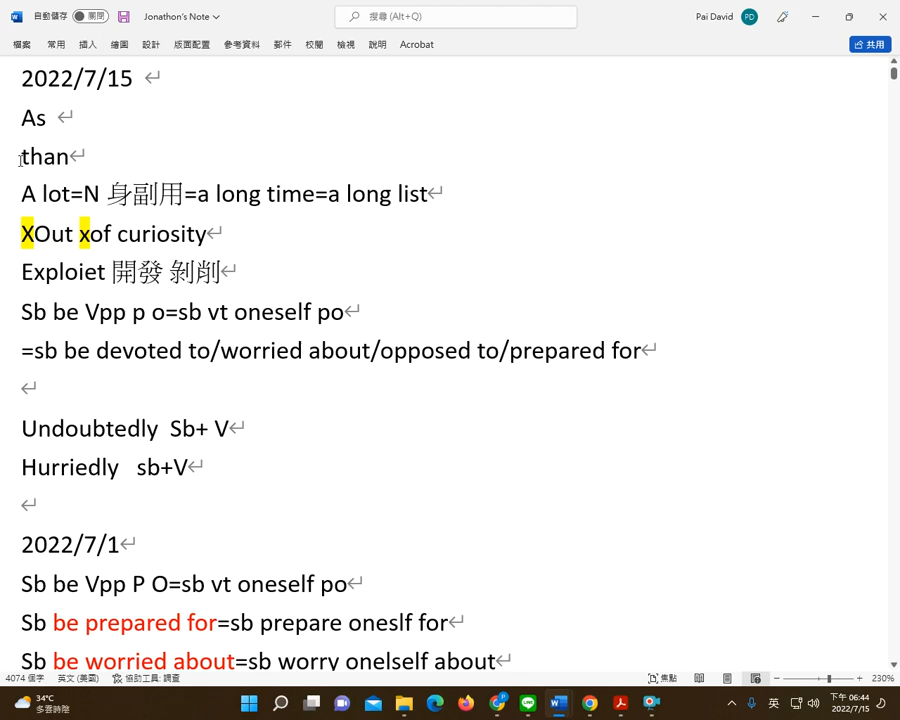 自動儲存 關閉 Jonathon's Note 搜尋 (Alt+Q) Pai David PD
檔案 常用 插入 繪圖 設計 版面配置 參考資料 郵件 校閱 檢視 說明 Acrobat 共用
2022/7/15
As
than
A lot=N 身副用=a long time=a long list
XOut xof curiosity
Exploiet 開發 剝削
Sb be Vpp p o=sb vt oneself po
=sb be devoted to/worried about/opposed to/prepared for
Undoubtedly Sb+ V
Hurriedly sb+V
2022/7/1
Sb be Vpp P O=sb vt oneself po
Sb be prepared for=sb prepare oneslf for
Sb be worried about=sb worry onelself about
4074 個字 英文 (美國) 協助工具: 調查 焦點 230%
34°C
多雲時陰
英
下午 06:44
2022/7/15